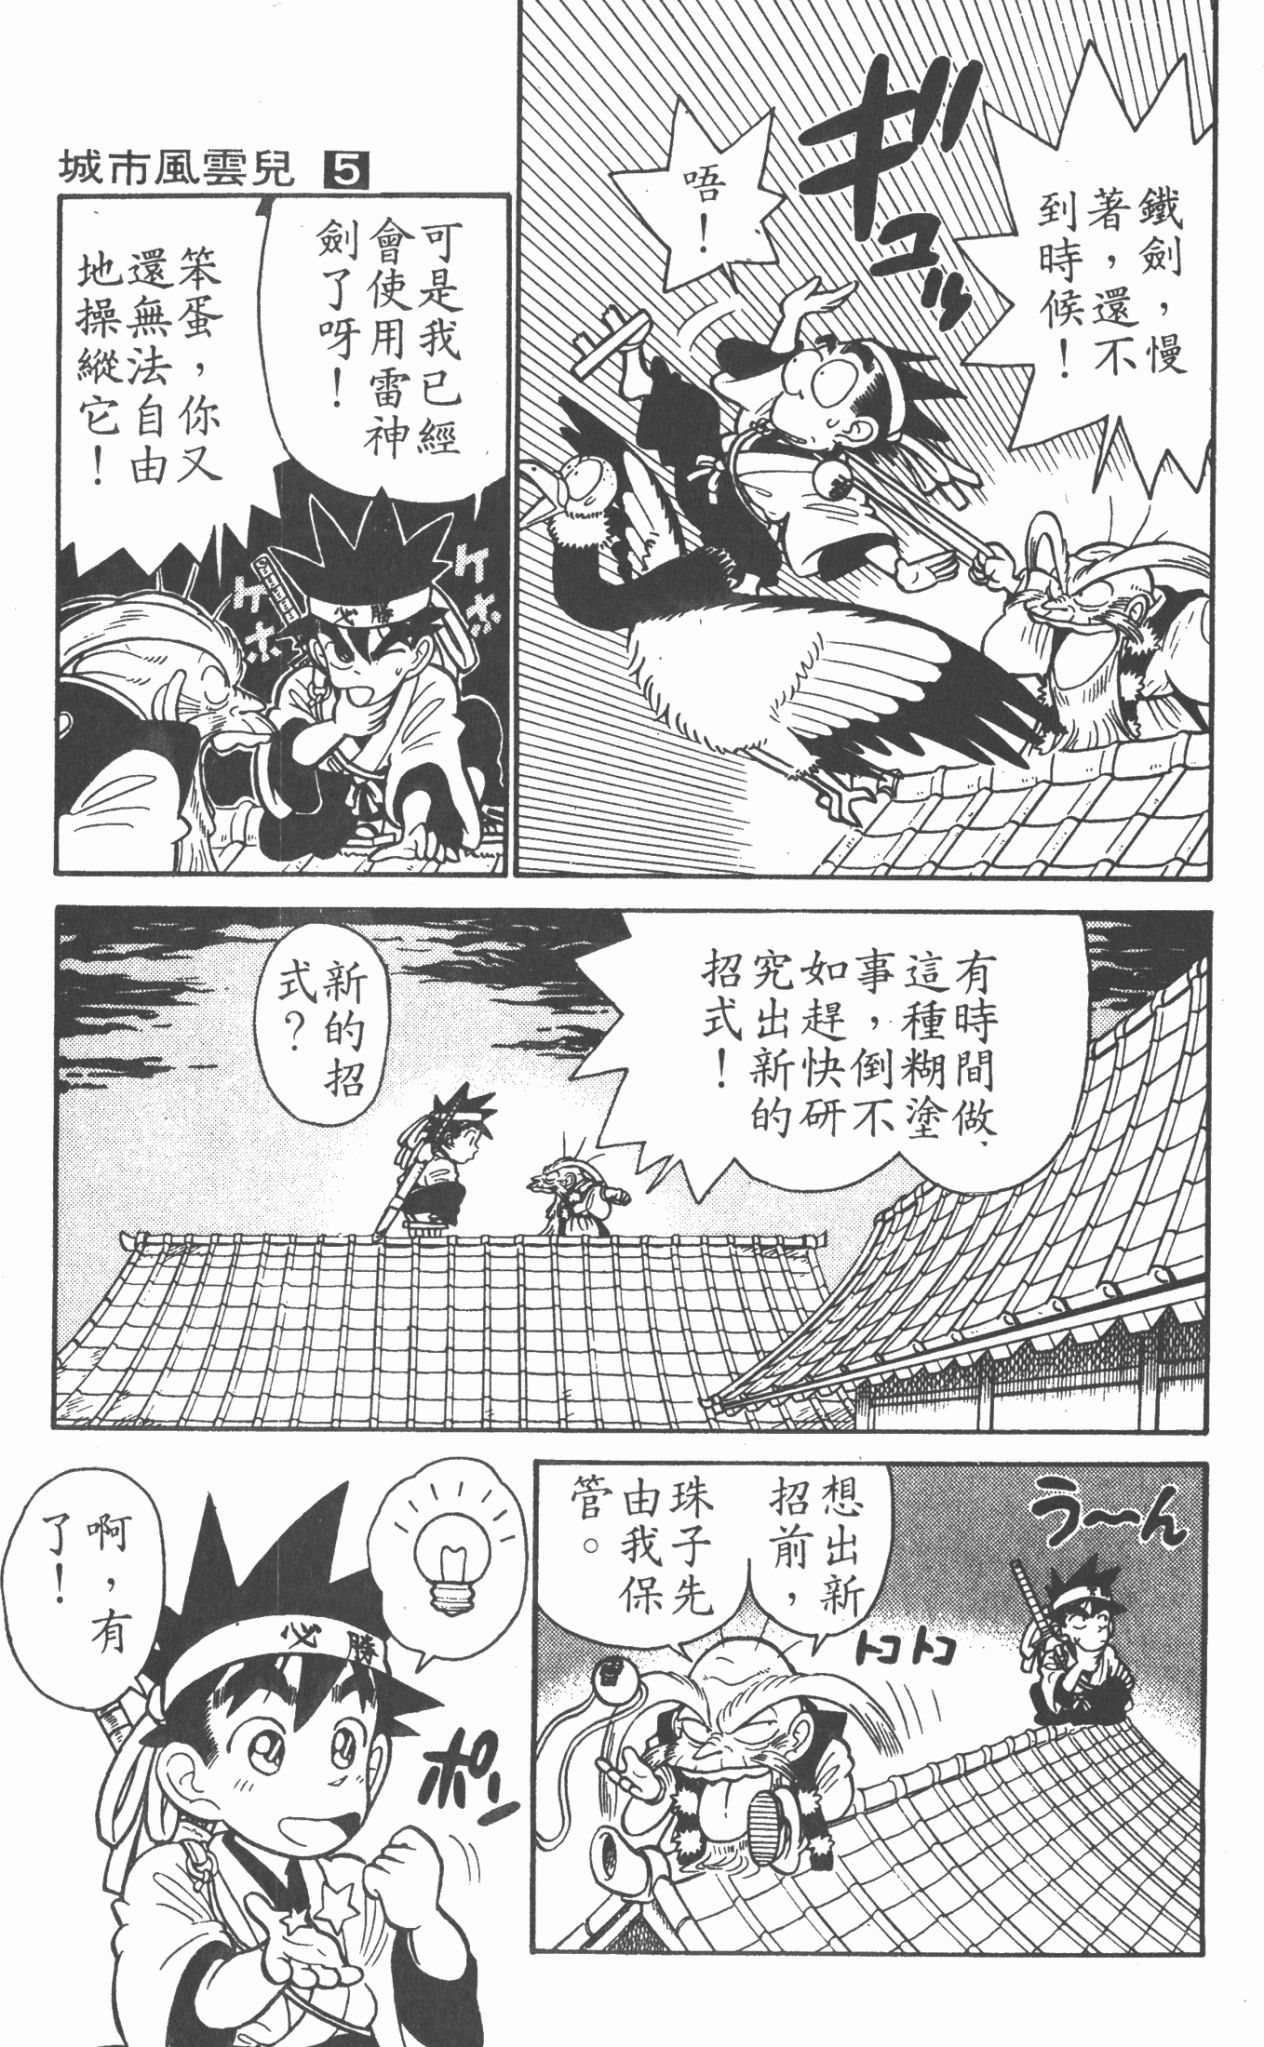 城市風雲兒 5
鐵劍，慢
著，還不
到時候！
唔！
ギュッ
可是我已經
會使用雷神
劍了呀！
笨蛋，你又
還無法自由
地操縱它！
ケホ
ケホ
必勝
有時間做
這種糊塗
事，倒不
如趕快研
究出新的
招式！
新的招
式？
うーん
想出新
招前，
珠子先
由我保
管。
トコトコ
啊，有
了！
必勝
ポン